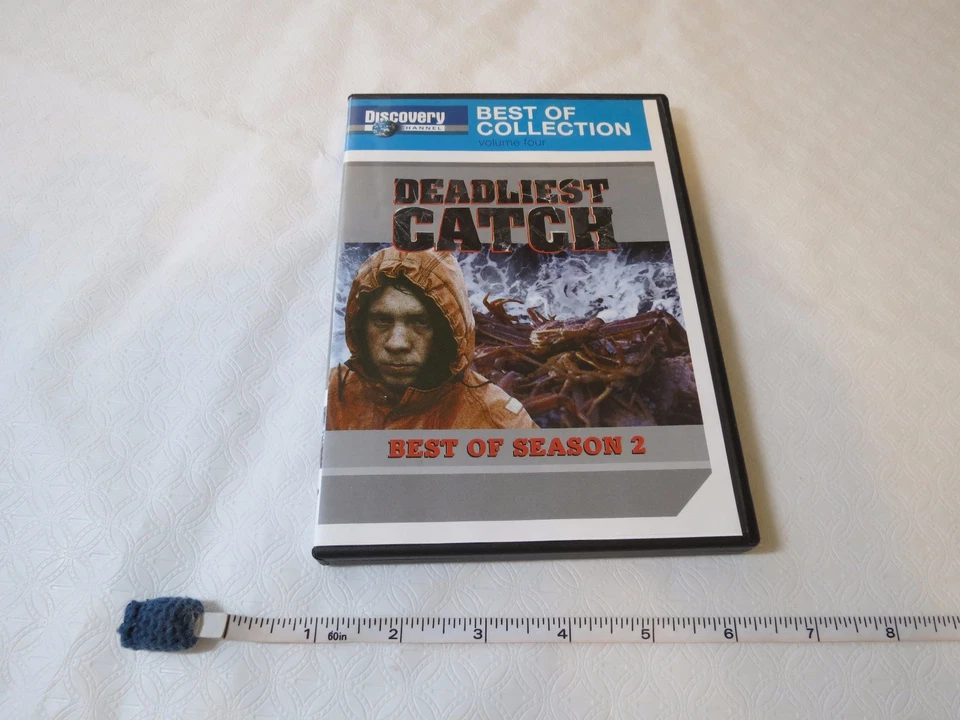 Discovery
CHANNEL
BEST OF
COLLECTION
volume four
DEADLIEST
CATCH
BEST OF SEASON 2
1 60in 2 3 4 5 6 7 8